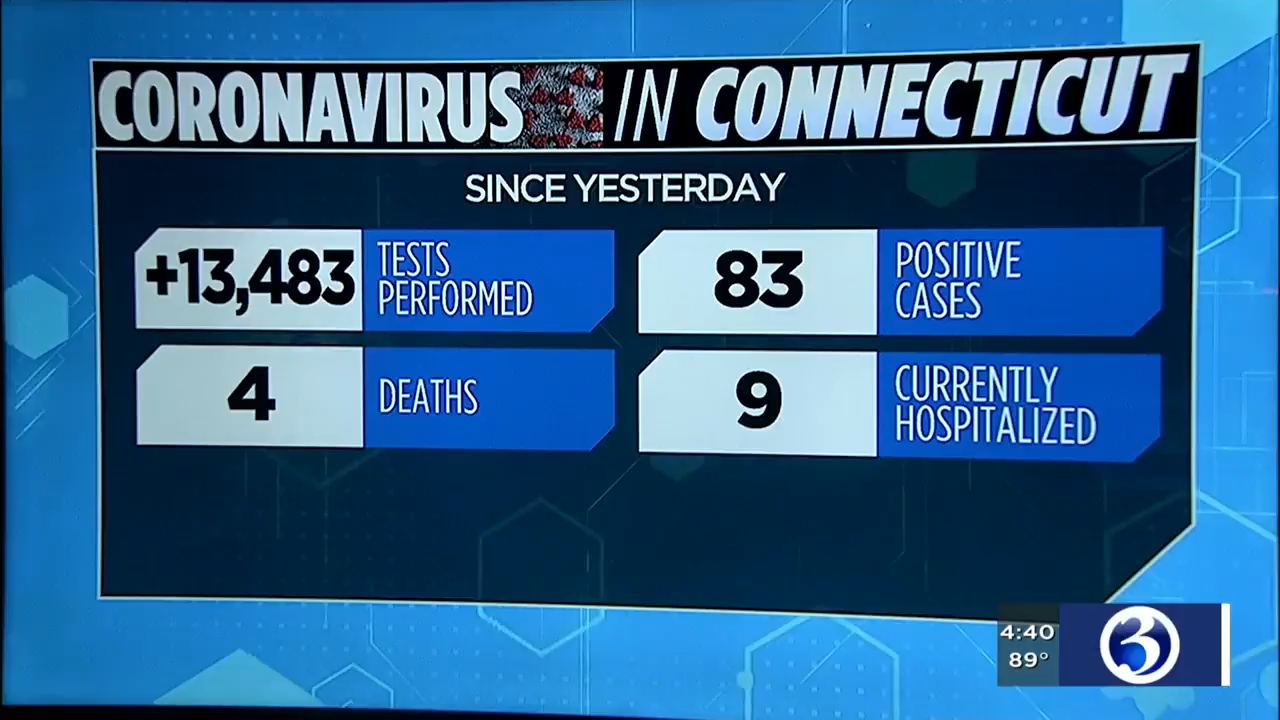 CORONAVIRUS IN CONNECTICUT
SINCE YESTERDAY
+13,483 TESTS PERFORMED
83 POSITIVE CASES
4 DEATHS
9 CURRENTLY HOSPITALIZED
4:40
89°
3